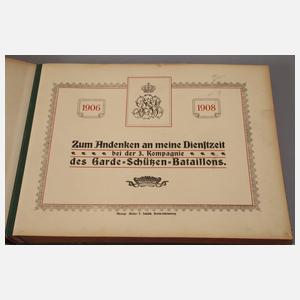 1906
1908
Zum Andenken an meine Dienstzeit
bei der 3. Kompagnie
des Garde-Schützen-Bataillons.